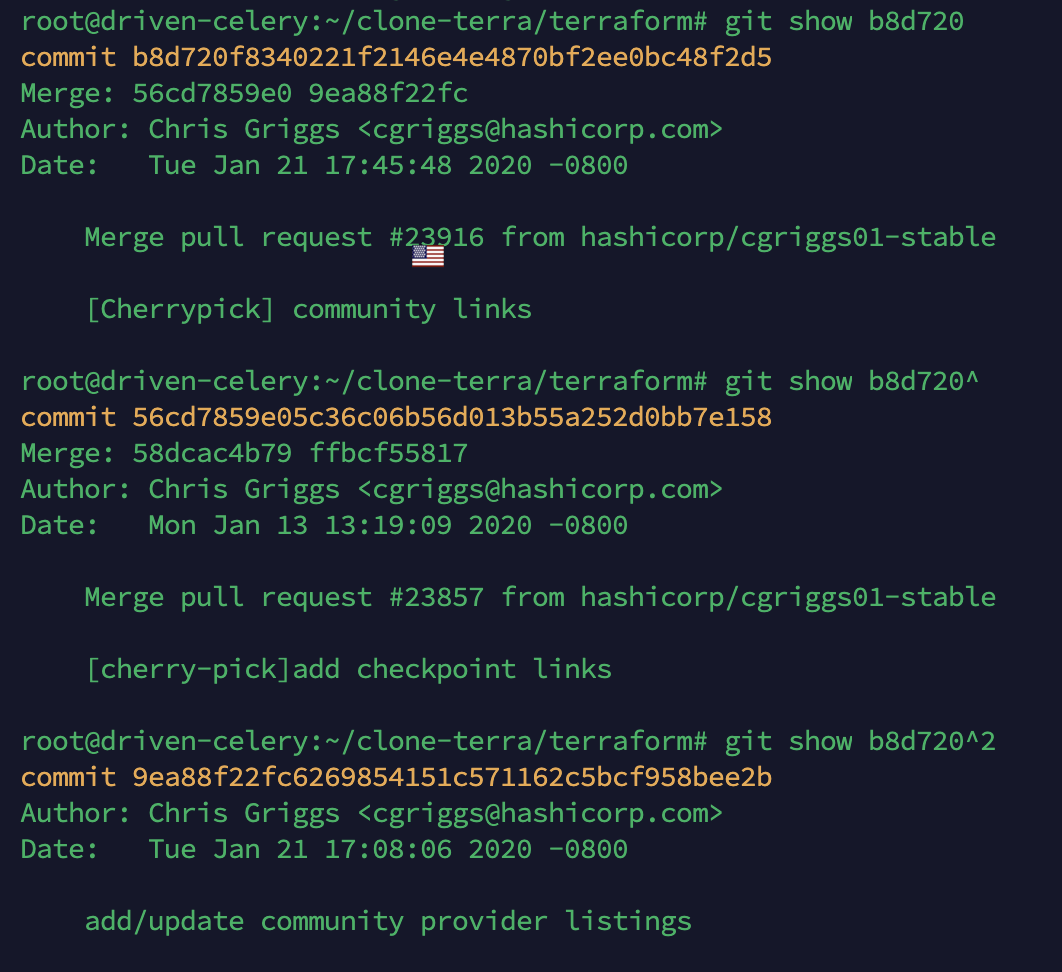 root@driven-celery:~/clone-terra/terraform# git show b8d720
commit b8d720f8340221f2146e4e4870bf2ee0bc48f2d5
Merge: 56cd7859e0 9ea88f22fc
Author: Chris Griggs <cgriggs@hashicorp.com>
Date:   Tue Jan 21 17:45:48 2020 -0800
    Merge pull request #23916 from hashicorp/cgriggs01-stable
    [Cherrypick] community links
root@driven-celery:~/clone-terra/terraform# git show b8d720^
commit 56cd7859e05c36c06b56d013b55a252d0bb7e158
Merge: 58dcac4b79 ffbcf55817
Author: Chris Griggs <cgriggs@hashicorp.com>
Date:   Mon Jan 13 13:19:09 2020 -0800
    Merge pull request #23857 from hashicorp/cgriggs01-stable
    [cherry-pick]add checkpoint links
root@driven-celery:~/clone-terra/terraform# git show b8d720^2
commit 9ea88f22fc6269854151c571162c5bcf958bee2b
Author: Chris Griggs <cgriggs@hashicorp.com>
Date:   Tue Jan 21 17:08:06 2020 -0800
    add/update community provider listings